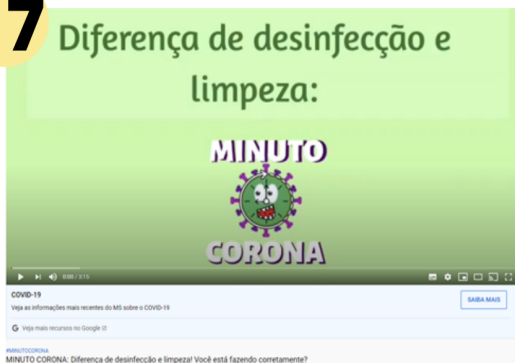 7
Diferença de desinfecção e
limpeza:
MINUTO
CORONA
0:00 / 3:15
COVID-19
Veja as informações mais recentes do MS sobre o COVID-19
SAIBA MAIS
G Veja mais recursos no Google
#MINUTOCORONA
MINUTO CORONA: Diferença de desinfecção e limpeza! Você está fazendo corretamente?